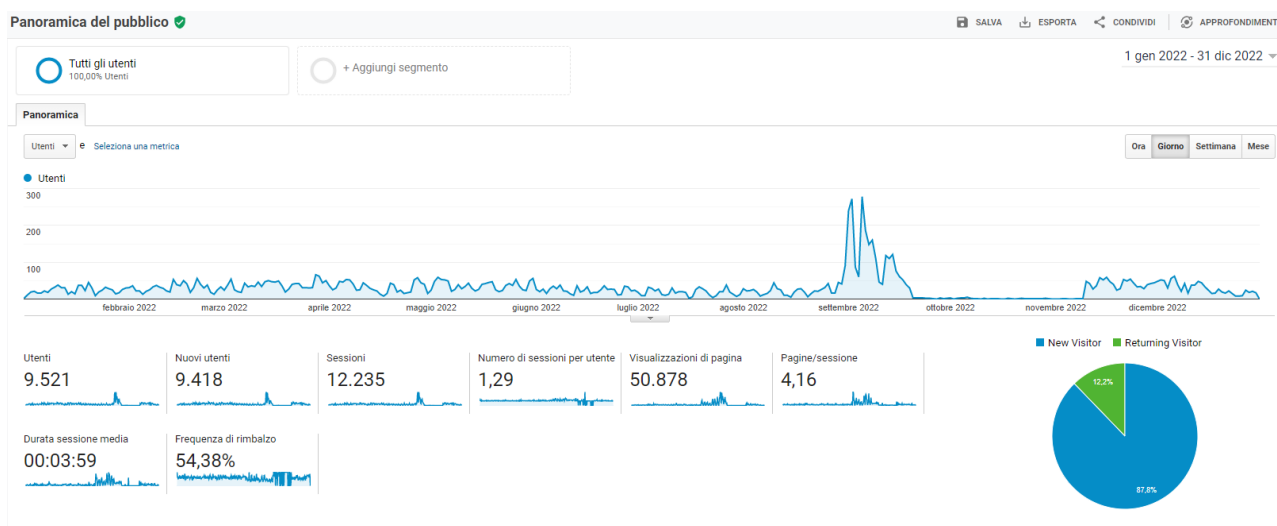 Panoramica del pubblico
SALVA ESPORTA CONDIVIDI APPROFONDIMENT
Tutti gli utenti
100,00% Utenti
+ Aggiungi segmento
1 gen 2022 - 31 dic 2022
Panoramica
Utenti e Seleziona una metrica
Ora Giorno Settimana Mese
Utenti
300
200
100
febbraio 2022 marzo 2022 aprile 2022 maggio 2022 giugno 2022 luglio 2022 agosto 2022 settembre 2022 ottobre 2022 novembre 2022 dicembre 2022
New Visitor Returning Visitor
Utenti
9.521
Nuovi utenti
9.418
Sessioni
12.235
Numero di sessioni per utente
1,29
Visualizzazioni di pagina
50.878
Pagine/sessione
4,16
Durata sessione media
00:03:59
Frequenza di rimbalzo
54,38%
12,2%
87,8%